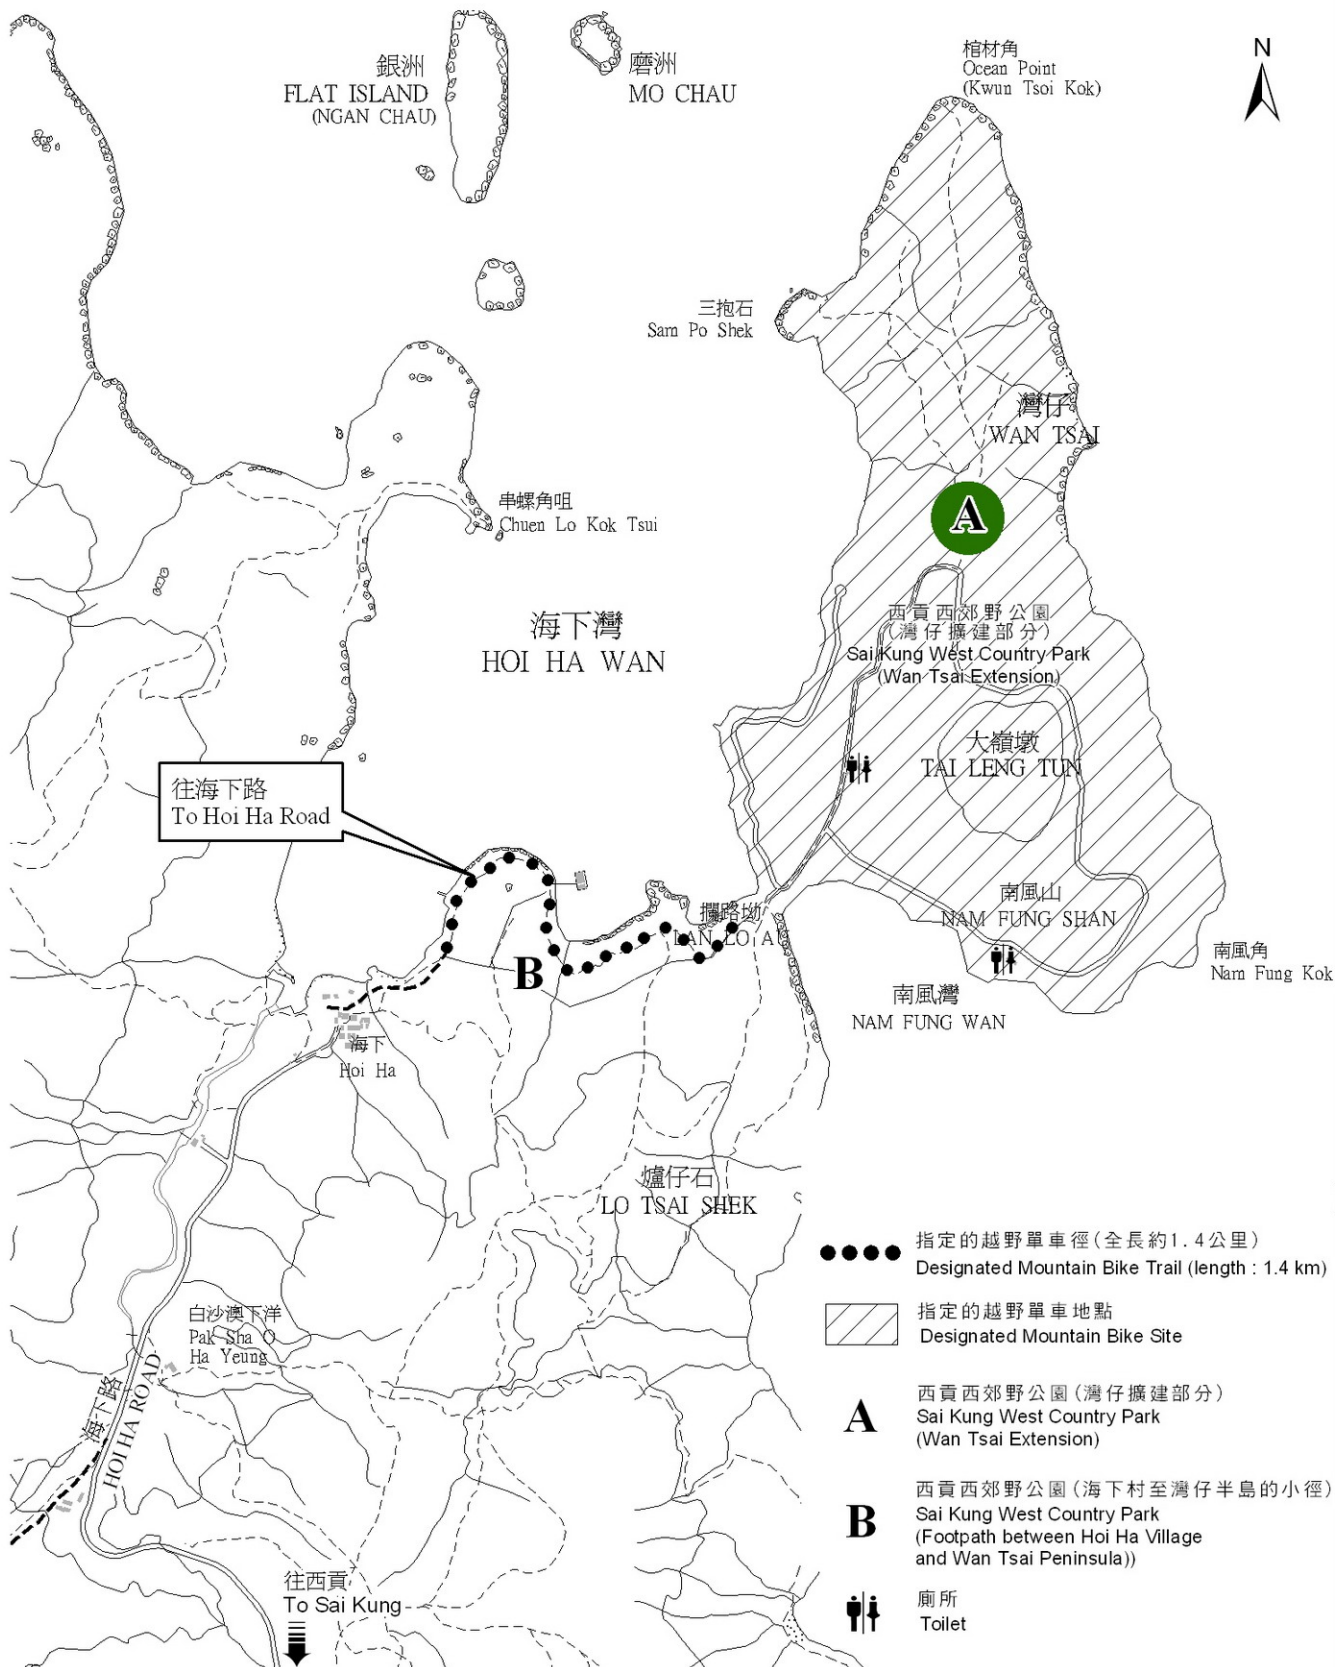 銀洲
FLAT ISLAND
(NGAN CHAU)
磨洲
MO CHAU
棺材角
Ocean Point
(Kwun Tsoi Kok)
N
三抱石
Sam Po Shek
灣仔
WAN TSAI
A
串螺角咀
Chuen Lo Kok Tsui
海下灣
HOI HA WAN
西貢西郊野公園
(灣仔擴建部分)
Sai Kung West Country Park
(Wan Tsai Extension)
大嶺墩
TAI LENG TUN
往海下路
To Hoi Ha Road
南風山
NAM FUNG SHAN
攔路坳
LAN LO AU
B
南風角
Nam Fung Kok
南風灣
NAM FUNG WAN
海下
Hoi Ha
爐仔石
LO TSAI SHEK
白沙澳下洋
Pak Sha O
Ha Yeung
海下路
HOI HA ROAD
往西貢
To Sai Kung
指定的越野單車徑(全長約1.4公里)
Designated Mountain Bike Trail (length : 1.4 km)
指定的越野單車地點
Designated Mountain Bike Site
A
西貢西郊野公園(灣仔擴建部分)
Sai Kung West Country Park
(Wan Tsai Extension)
B
西貢西郊野公園(海下村至灣仔半島的小徑)
Sai Kung West Country Park
(Footpath between Hoi Ha Village
and Wan Tsai Peninsula))
廁所
Toilet